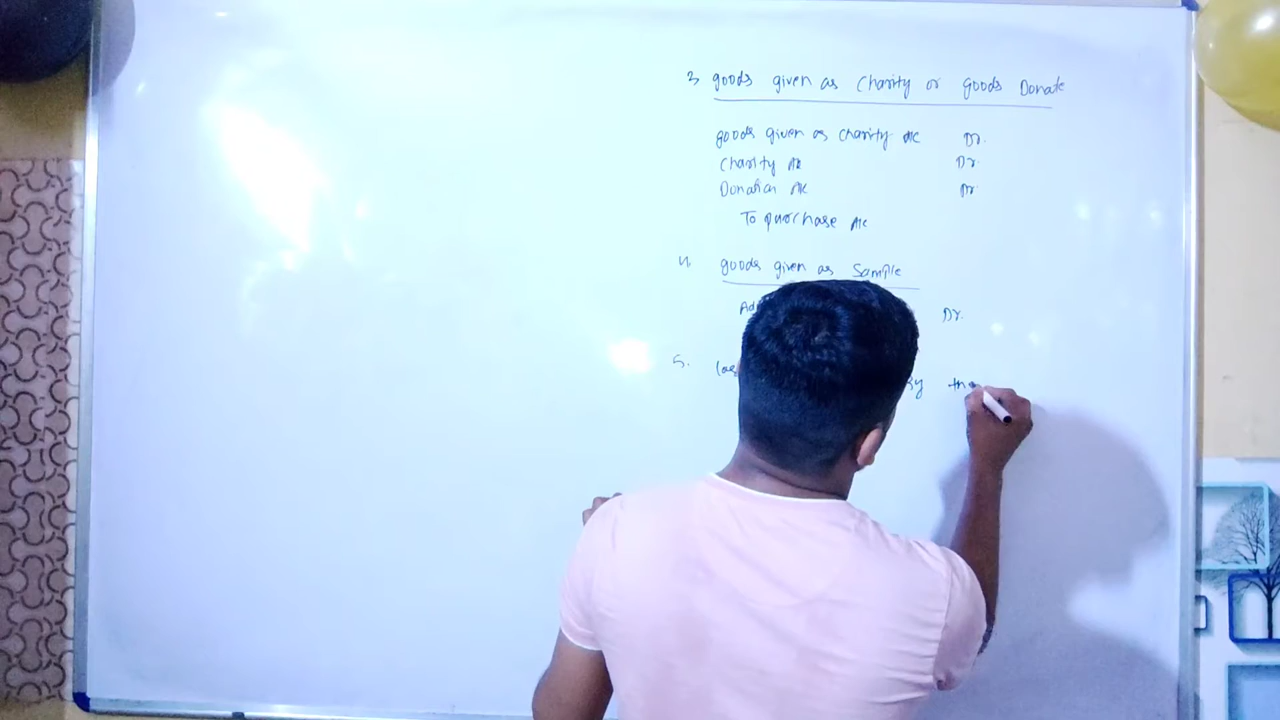 3 goods given as Charity or Goods Donate
goods given as charity A/c Dr.
Charity A/c Dr.
Donation A/c Dr.
To purchase A/c
4. goods given as Sample
Dr.
5.